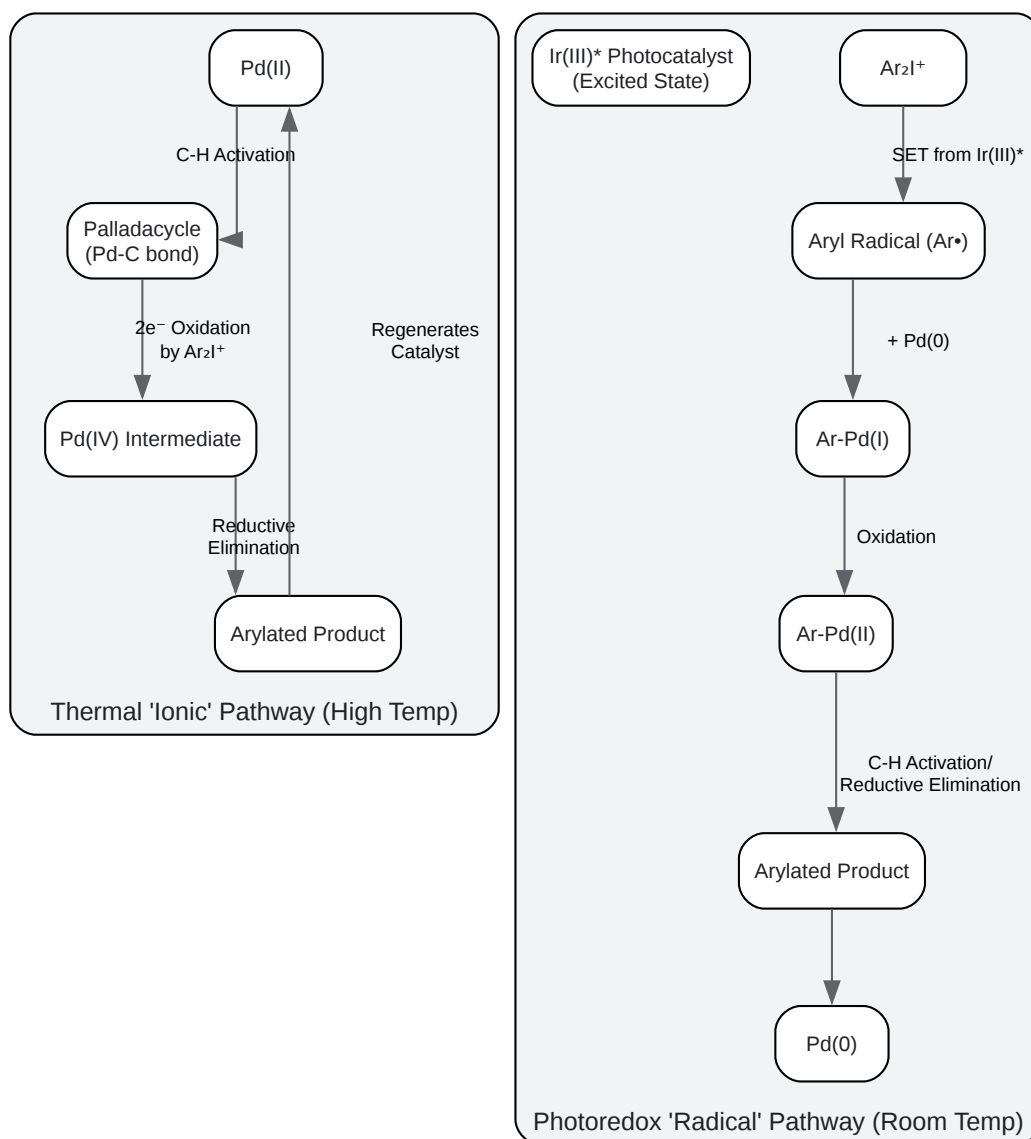 Pd(II)
C-H Activation
Palladacycle
(Pd-C bond)
2e⁻ Oxidation
by Ar₂I⁺
Regenerates
Catalyst
Pd(IV) Intermediate
Reductive
Elimination
Arylated Product
Thermal 'Ionic' Pathway (High Temp)
Ir(III)* Photocatalyst
(Excited State)
Ar₂I⁺
SET from Ir(III)*
Aryl Radical (Ar•)
+ Pd(0)
Ar-Pd(I)
Oxidation
Ar-Pd(II)
C-H Activation/
Reductive Elimination
Arylated Product
Pd(0)
Photoredox 'Radical' Pathway (Room Temp)